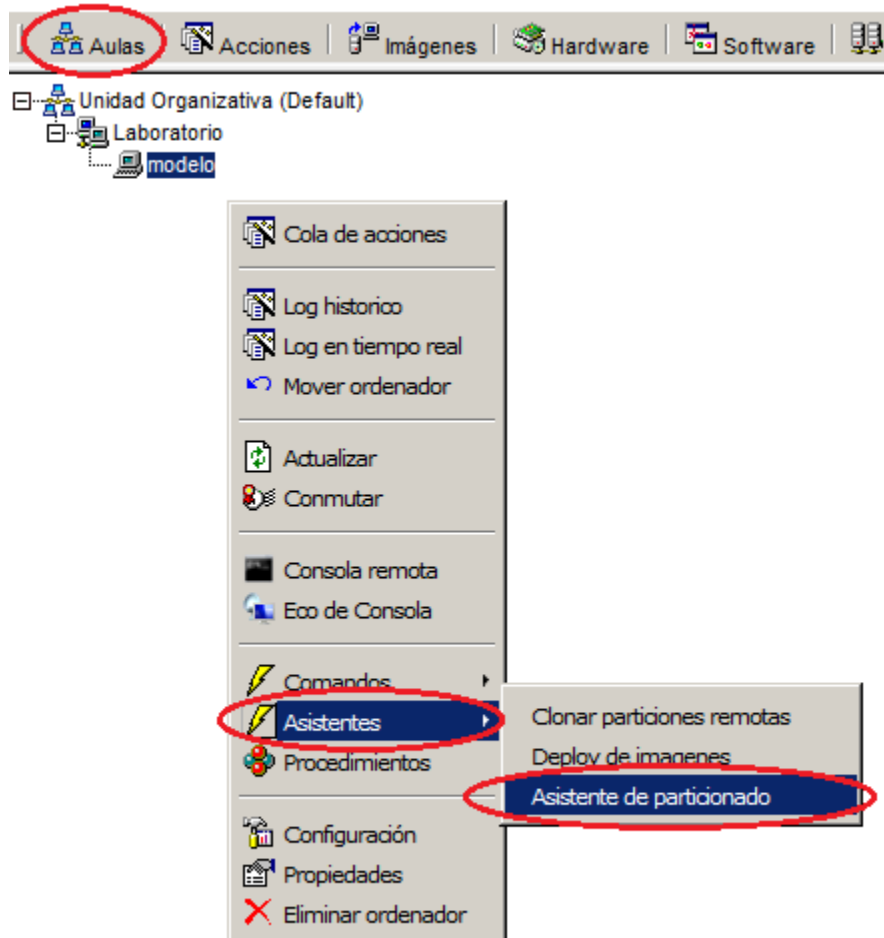 Aulas Acciones Imágenes Hardware Software
Unidad Organizativa (Default)
Laboratorio
modelo
Cola de acciones
Log historico
Log en tiempo real
Mover ordenador
Actualizar
Conmutar
Consola remota
Eco de Consola
Comandos
Asistentes
Procedimientos
Configuración
Propiedades
Eliminar ordenador
Clonar particiones remotas
Deploy de imagenes
Asistente de particionado